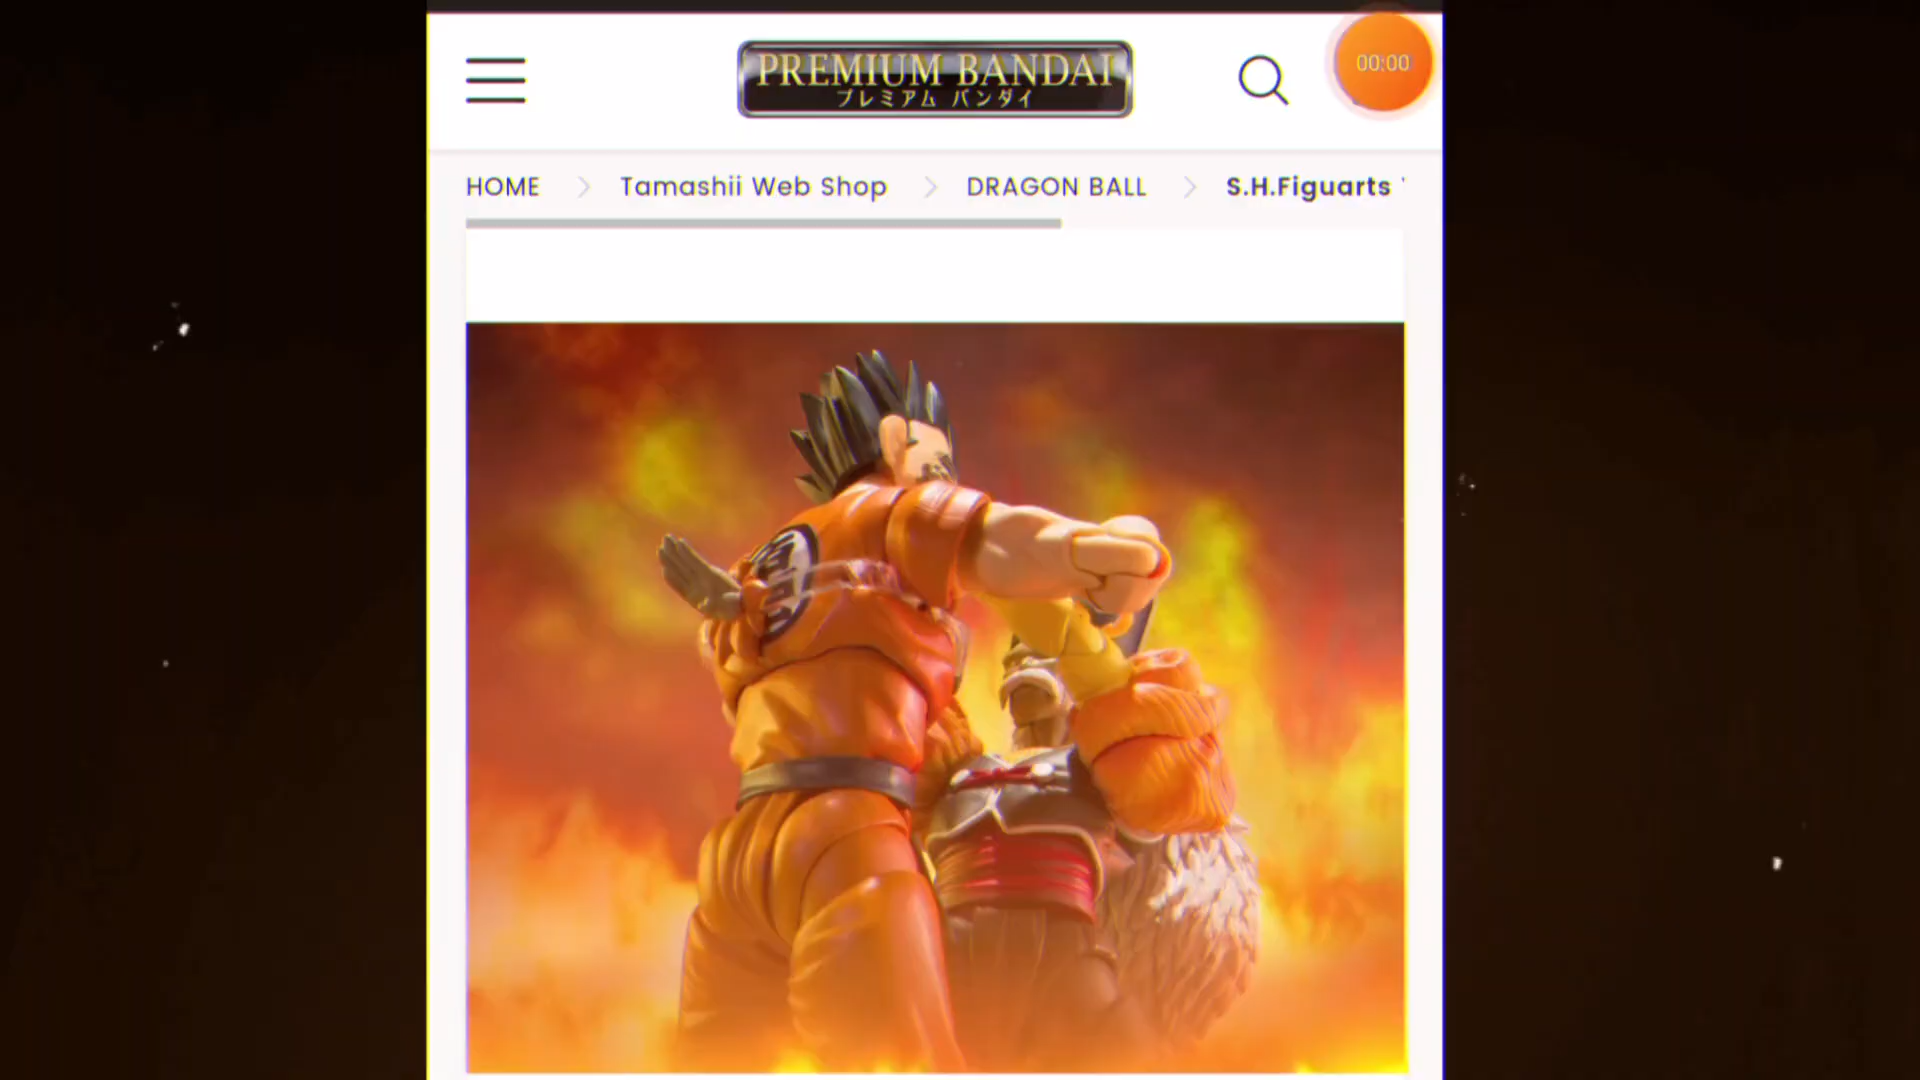 PREMIUM BANDAI
プレミアム バンダイ
00:00
HOME
Tamashii Web Shop
DRAGON BALL
S.H.Figuarts